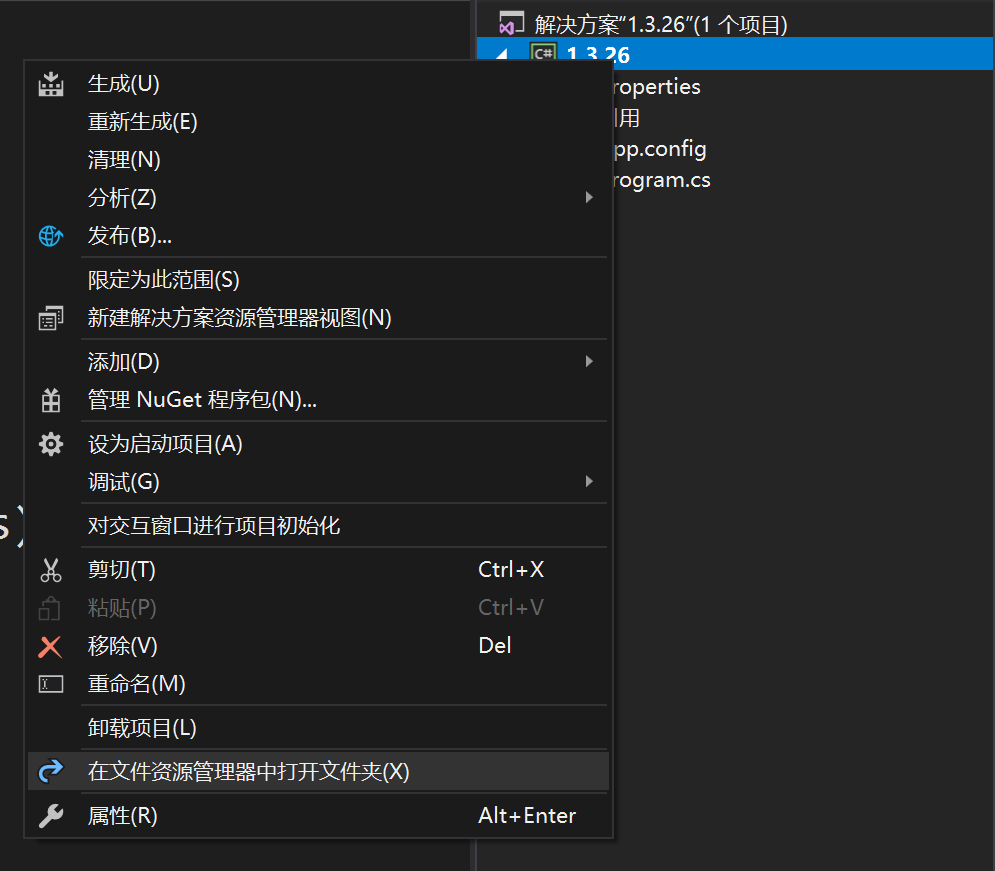 解决方案“1.3.26”(1 个项目)
C# 1.3.26
roperties
引用
pp.config
rogram.cs
s)
生成(U)
重新生成(E)
清理(N)
分析(Z)
发布(B)...
限定为此范围(S)
新建解决方案资源管理器视图(N)
添加(D)
管理 NuGet 程序包(N)...
设为启动项目(A)
调试(G)
对交互窗口进行项目初始化
剪切(T) Ctrl+X
粘贴(P) Ctrl+V
移除(V) Del
重命名(M)
卸载项目(L)
在文件资源管理器中打开文件夹(X)
属性(R) Alt+Enter